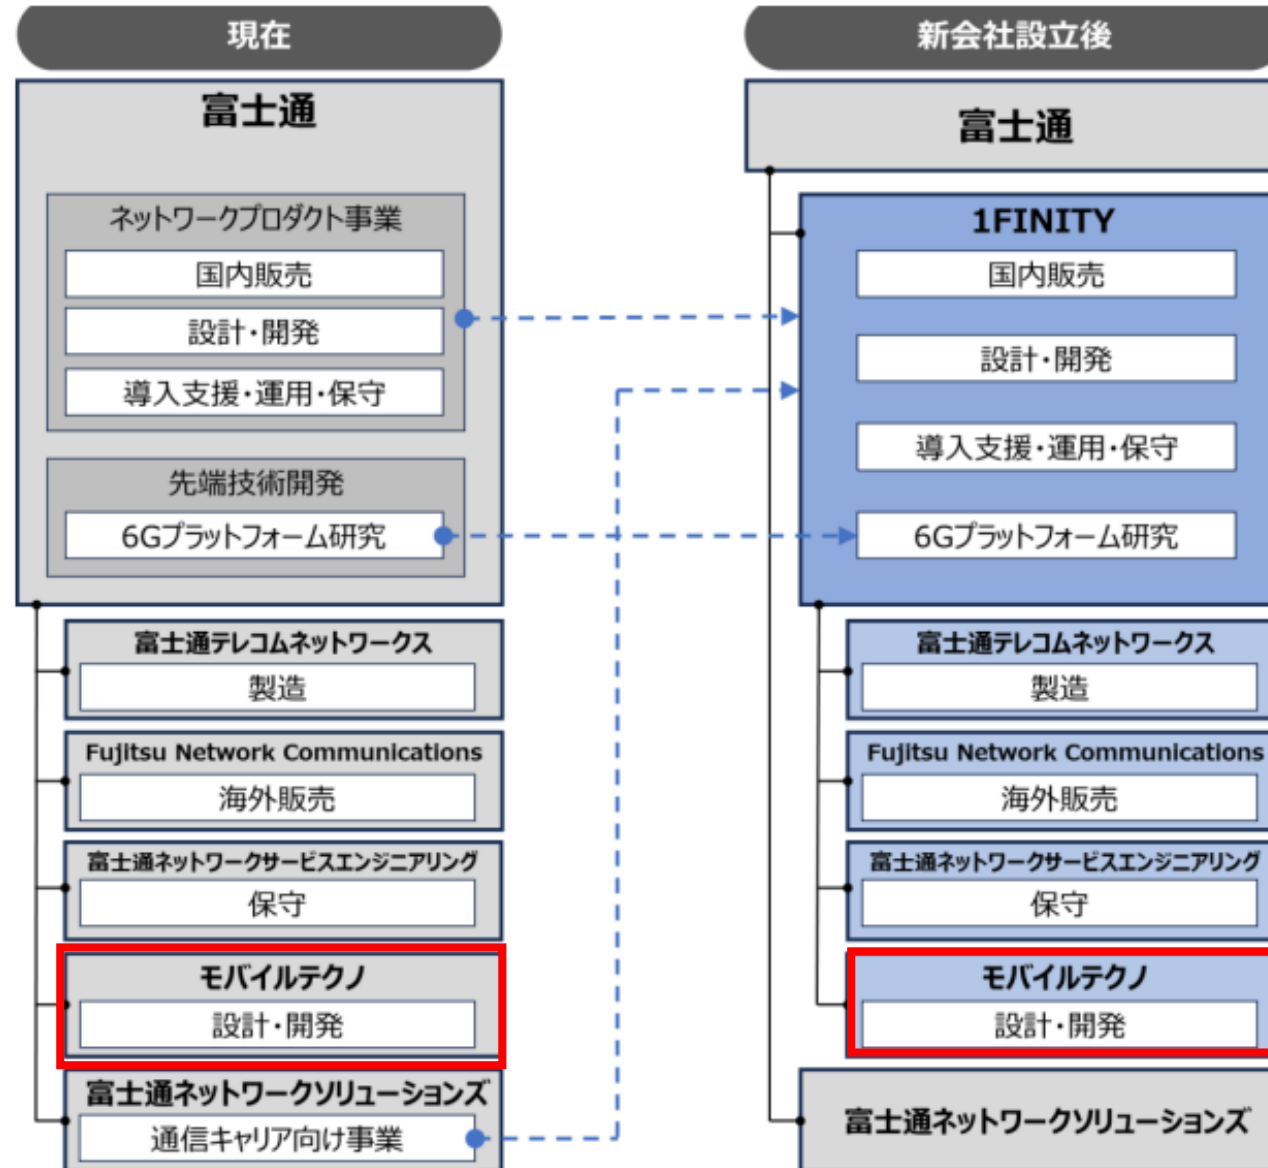 現在
富士通
ネットワークプロダクト事業
国内販売
設計・開発
導入支援・運用・保守
先端技術開発
6Gプラットフォーム研究
富士通テレコムネットワークス
製造
Fujitsu Network Communications
海外販売
富士通ネットワークサービスエンジニアリング
保守
モバイルテクノ
設計・開発
富士通ネットワークソリューションズ
通信キャリア向け事業
新会社設立後
富士通
1FINITY
国内販売
設計・開発
導入支援・運用・保守
6Gプラットフォーム研究
富士通テレコムネットワークス
製造
Fujitsu Network Communications
海外販売
富士通ネットワークサービスエンジニアリング
保守
モバイルテクノ
設計・開発
富士通ネットワークソリューションズ